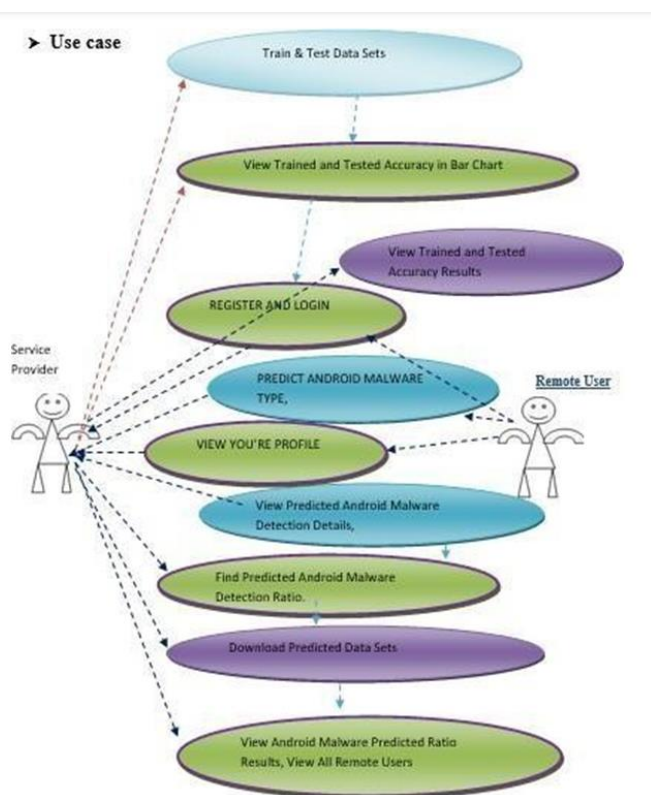 ➤ Use case
Train & Test Data Sets
View Trained and Tested Accuracy in Bar Chart
View Trained and Tested
Accuracy Results
REGISTER AND LOGIN
Service
Provider
PREDICT ANDROID MALWARE
TYPE,
Remote User
VIEW YOU'RE PROFILE
View Predicted Android Malware
Detection Details,
Find Predicted Android Malware
Detection Ratio.
Download Predicted Data Sets
View Android Malware Predicted Ratio
Results, View All Remote Users